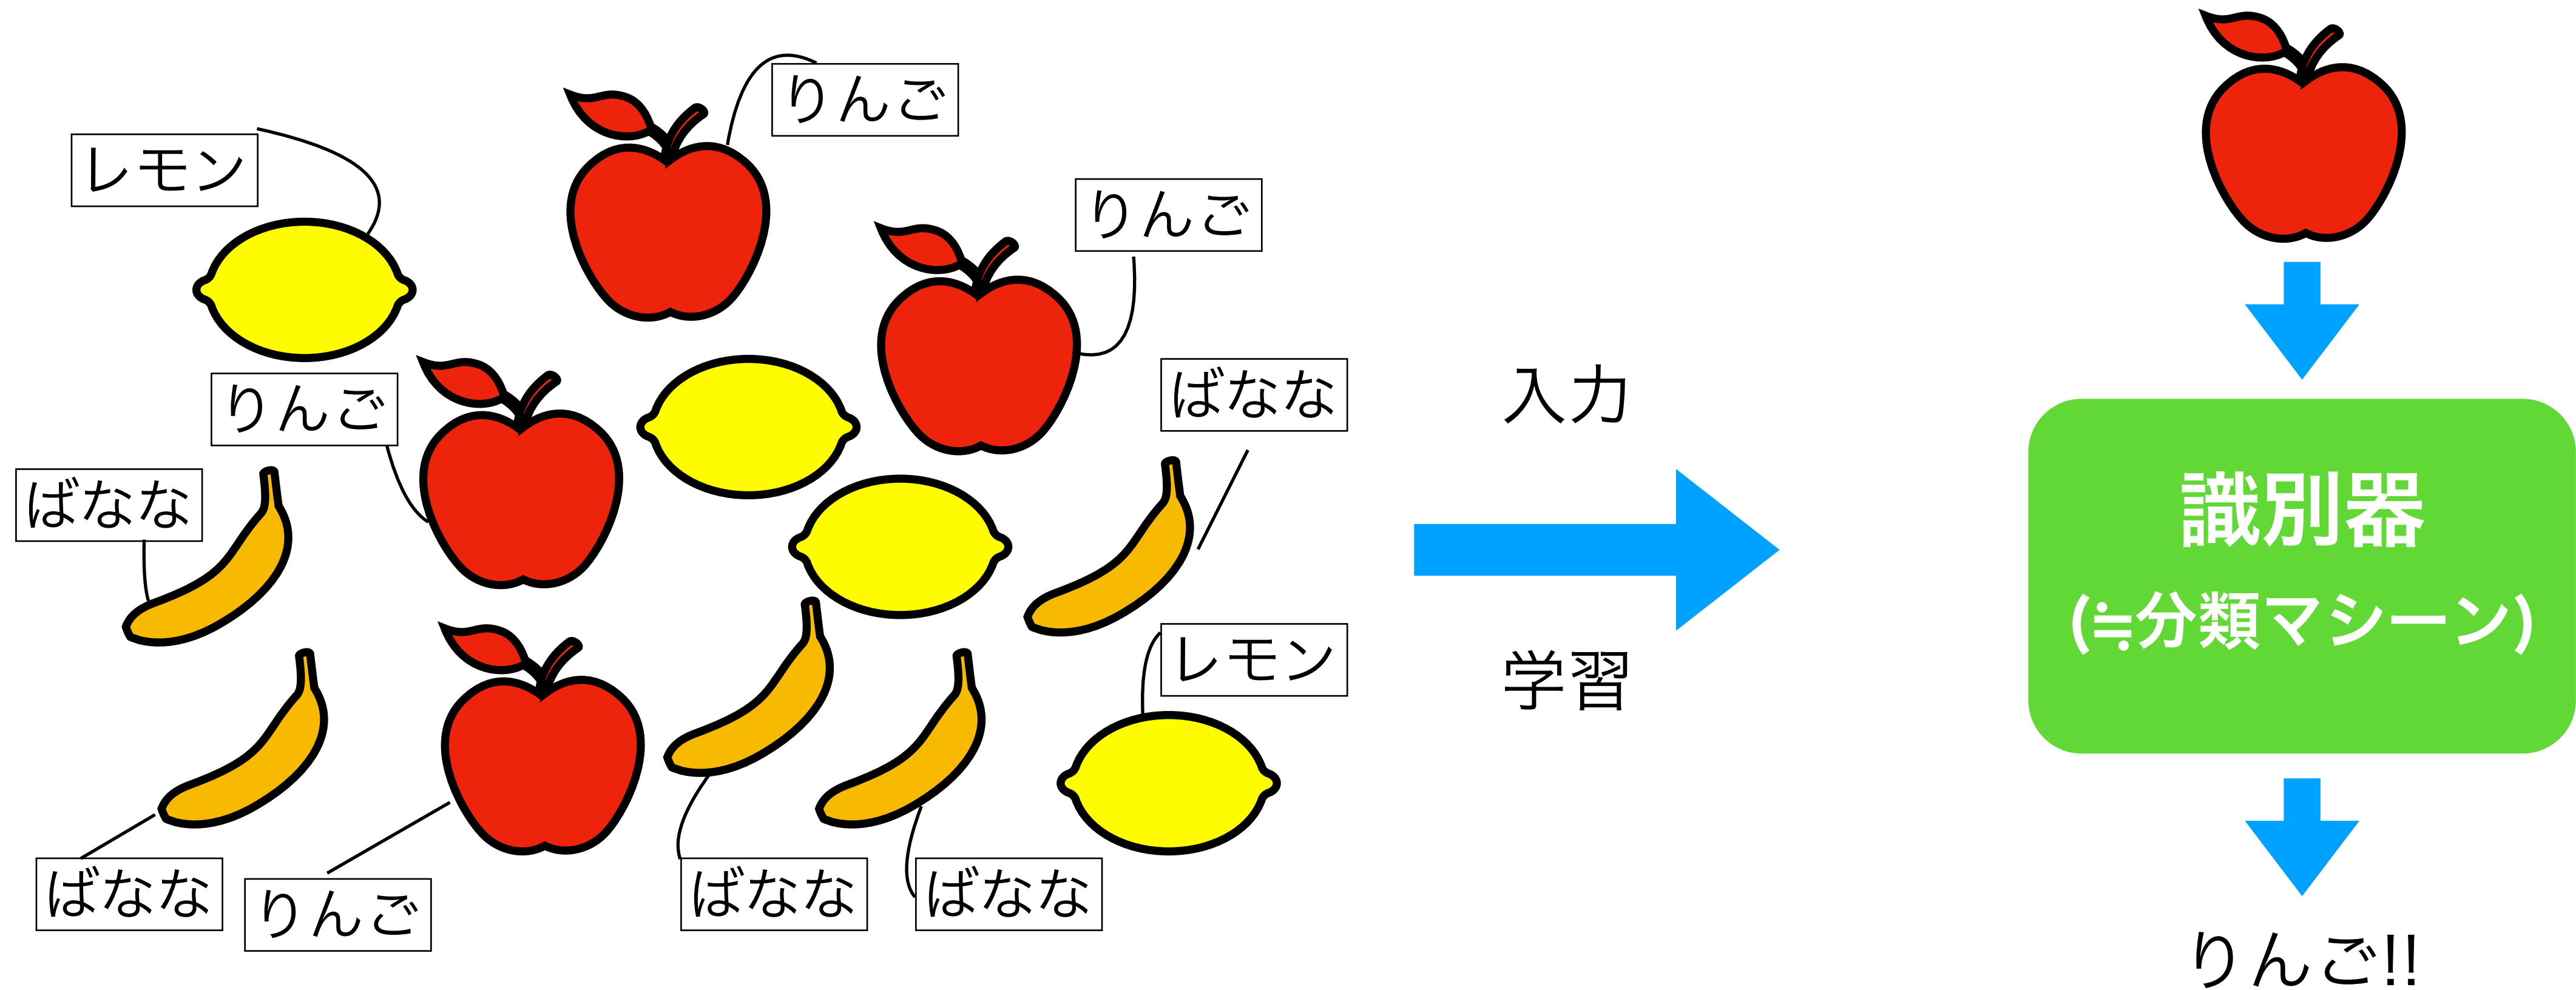 りんご
レモン
りんご
りんご
ばなな
ばなな
レモン
ばなな
りんご
ばなな
ばなな
入力
学習
識別器
(≒分類マシーン)
りんご!!